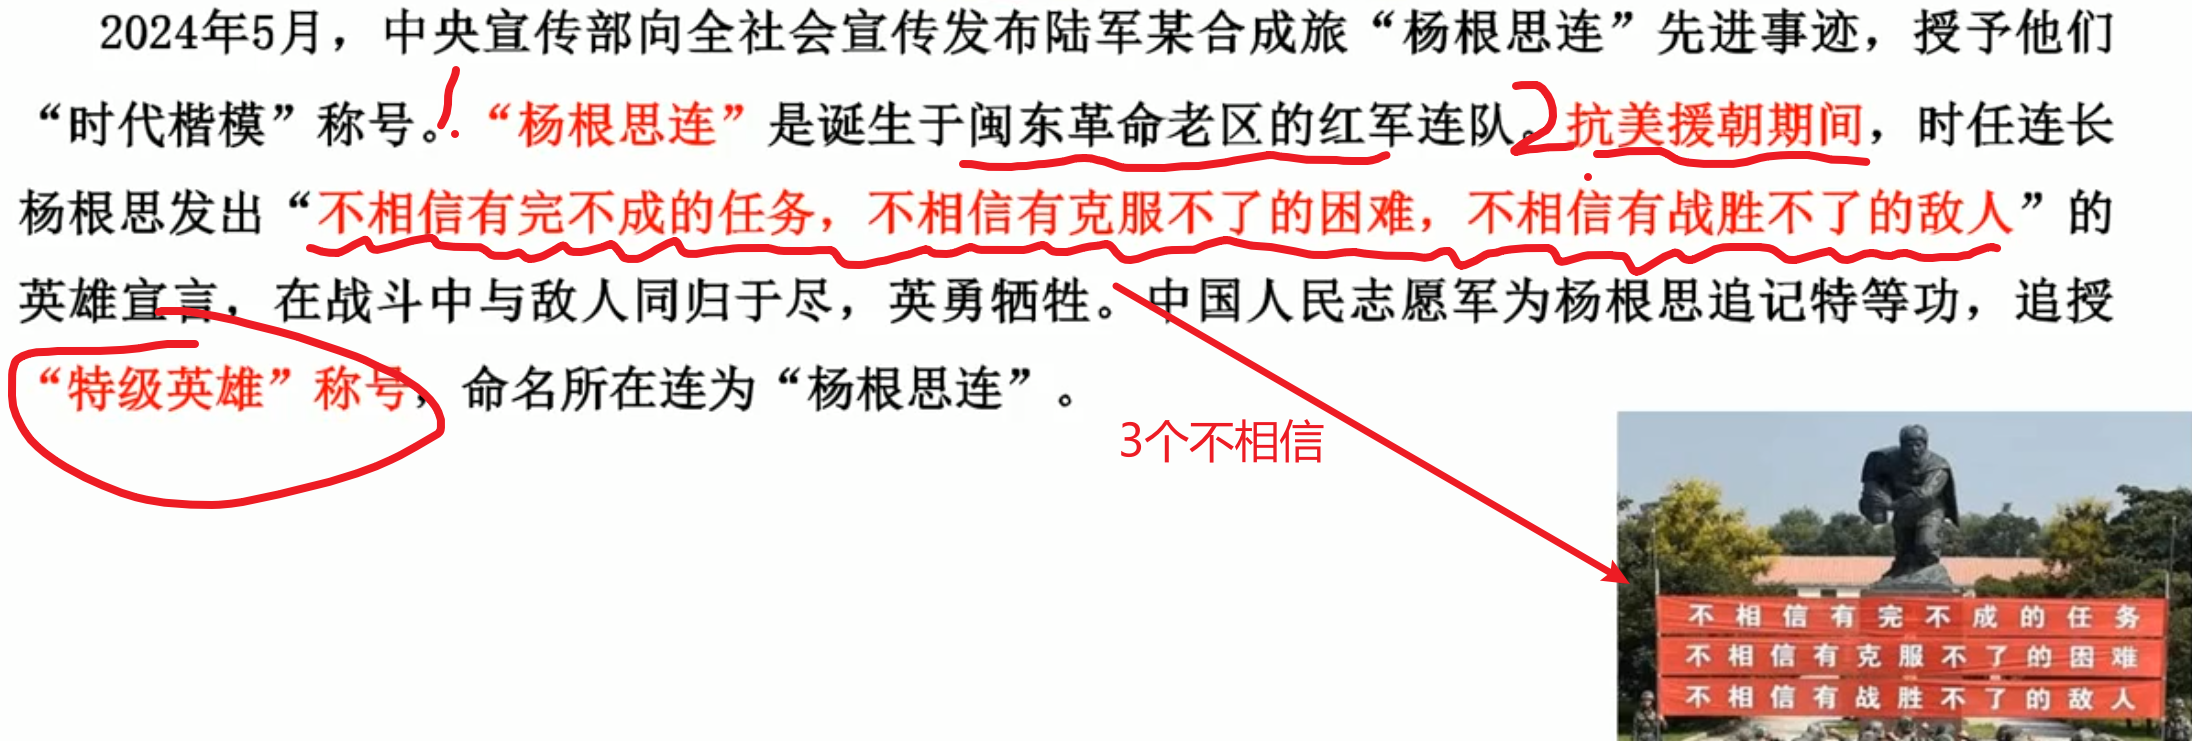 2024年5月，中央宣传部向全社会宣传发布陆军某合成旅“杨根思连”先进事迹，授予他们
“时代楷模”称号。“杨根思连”是诞生于闽东革命老区的红军连队。抗美援朝期间，时任连长
杨根思发出“不相信有完不成的任务，不相信有克服不了的困难，不相信有战胜不了的敌人”的
英雄宣言，在战斗中与敌人同归于尽，英勇牺牲。中国人民志愿军为杨根思追记特等功，追授
“特级英雄”称号，命名所在连为“杨根思连”。
3个不相信
不相信有完不成的任务
不相信有克服不了的困难
不相信有战胜不了的敌人